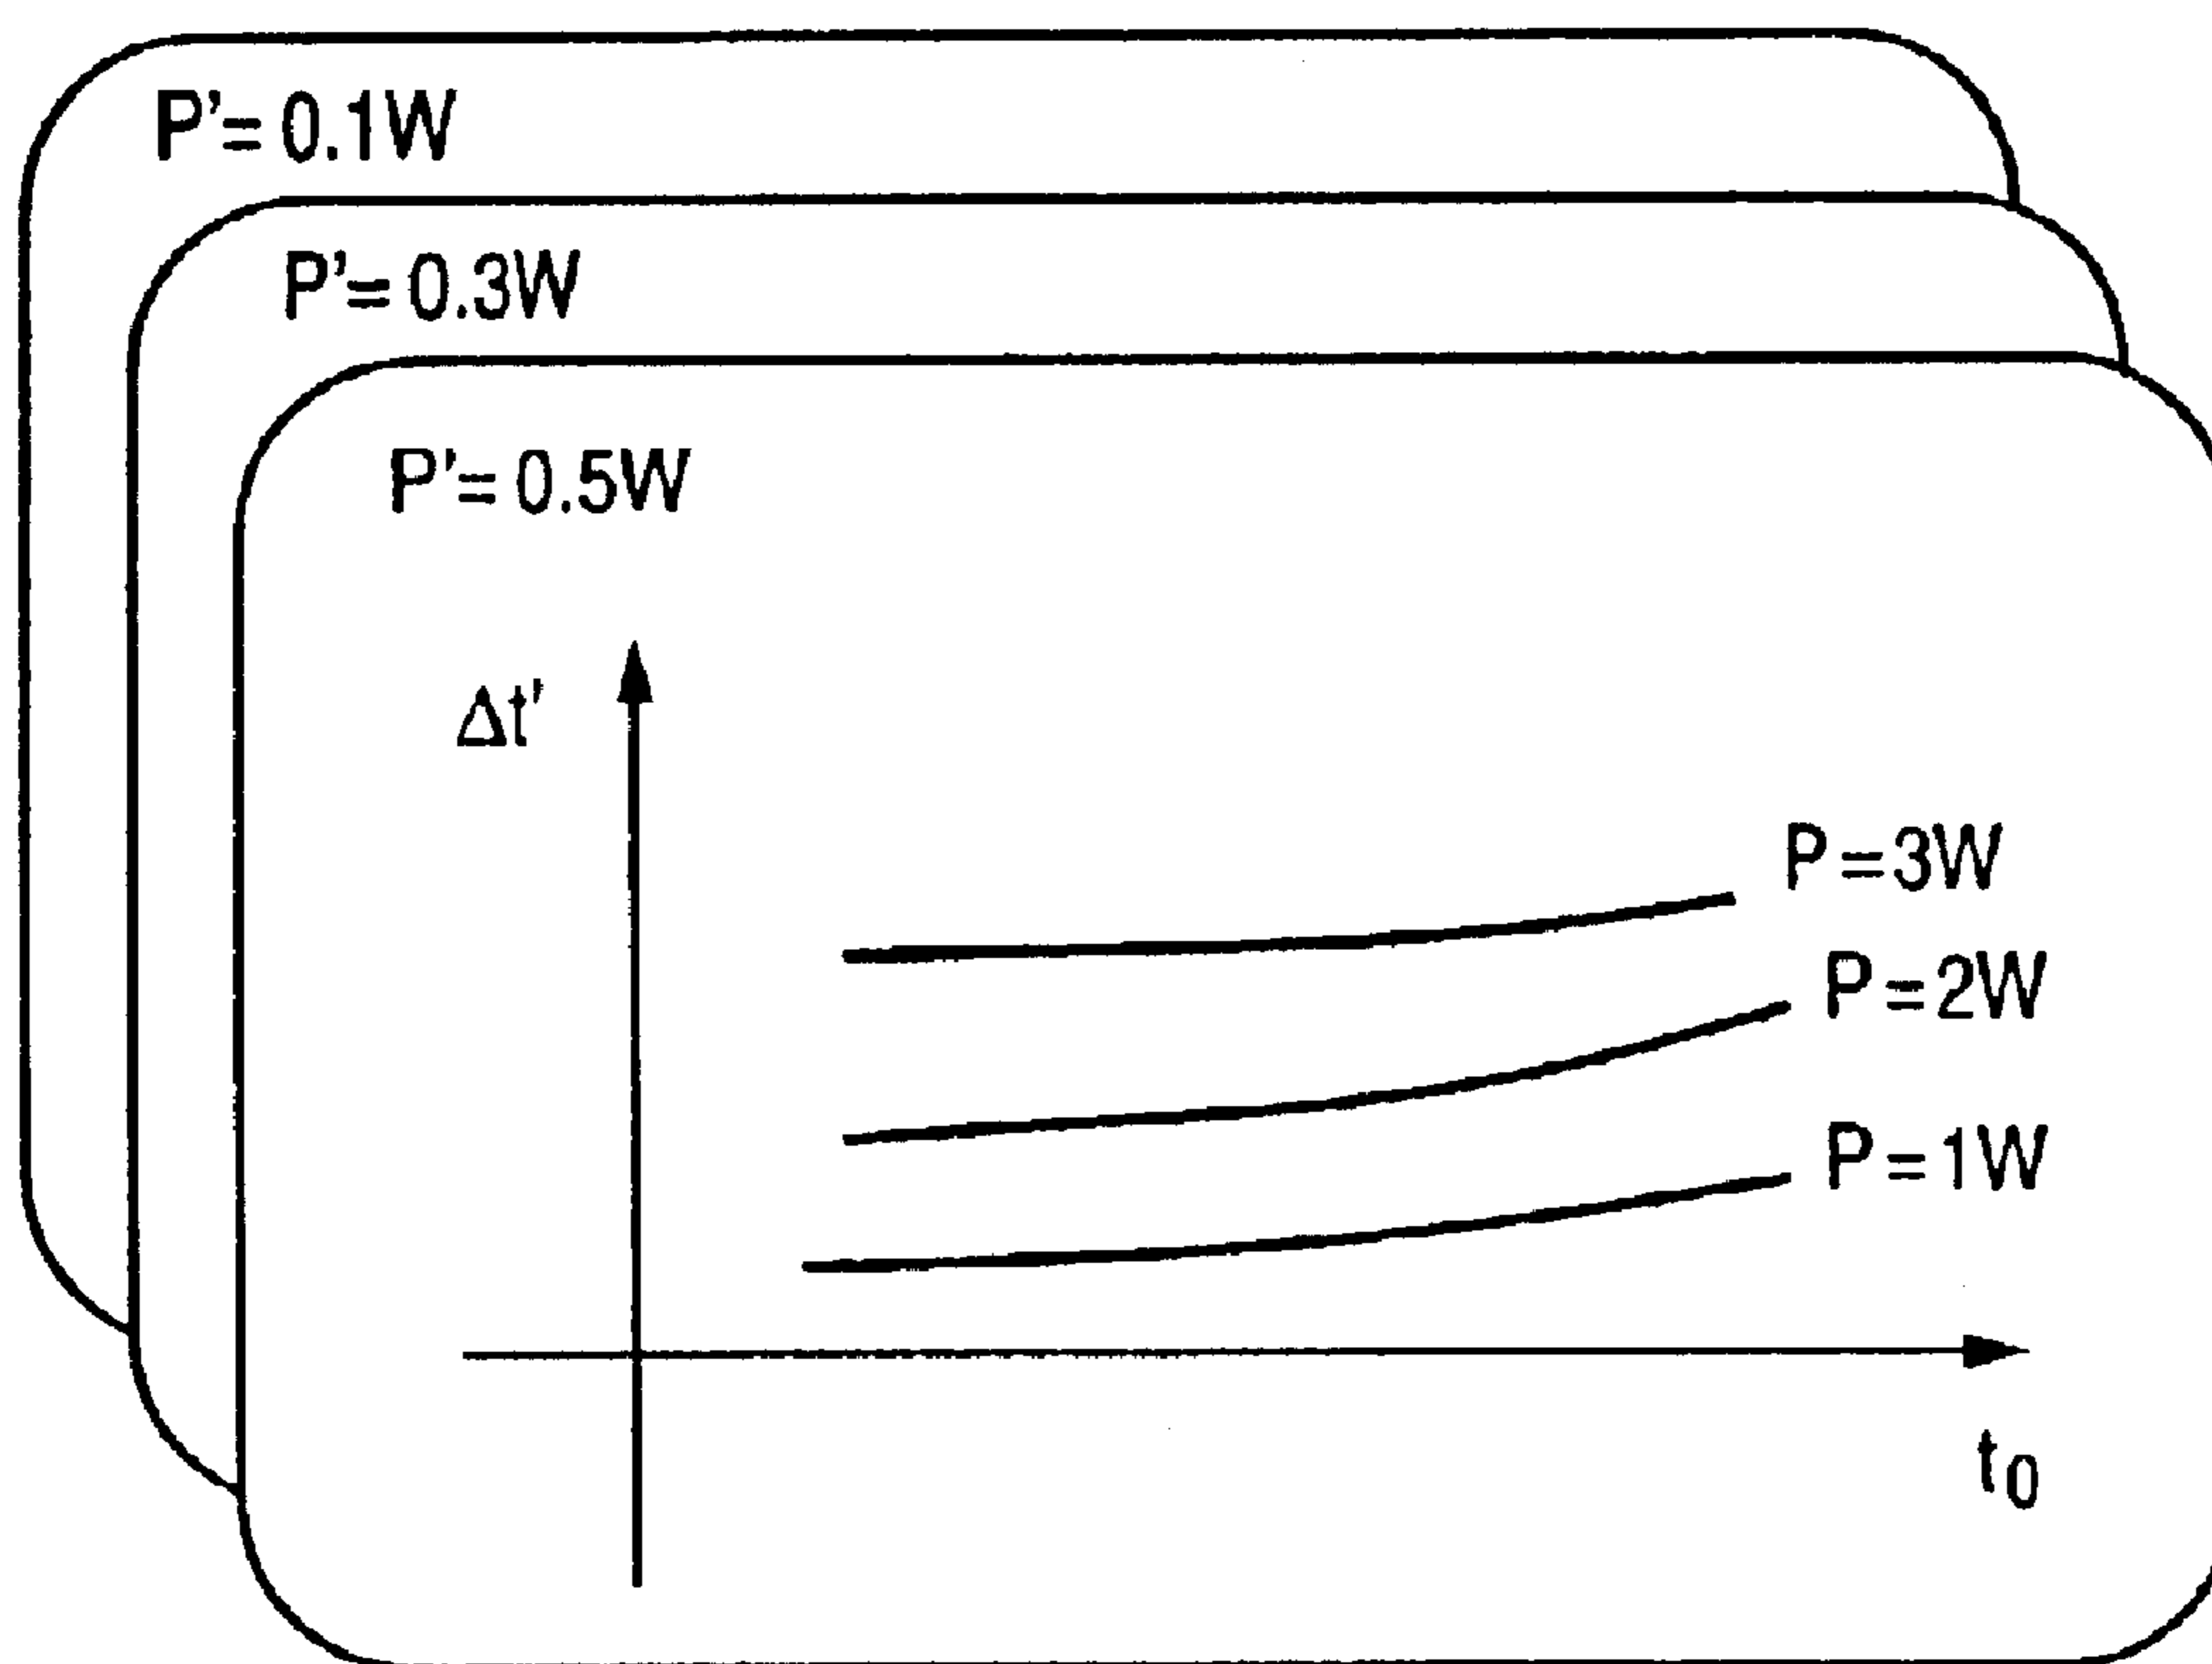 P'= 0.1W
P'= 0.3W
P'= 0.5W
Δt'
P=3W
P=2W
P=1W
t₀